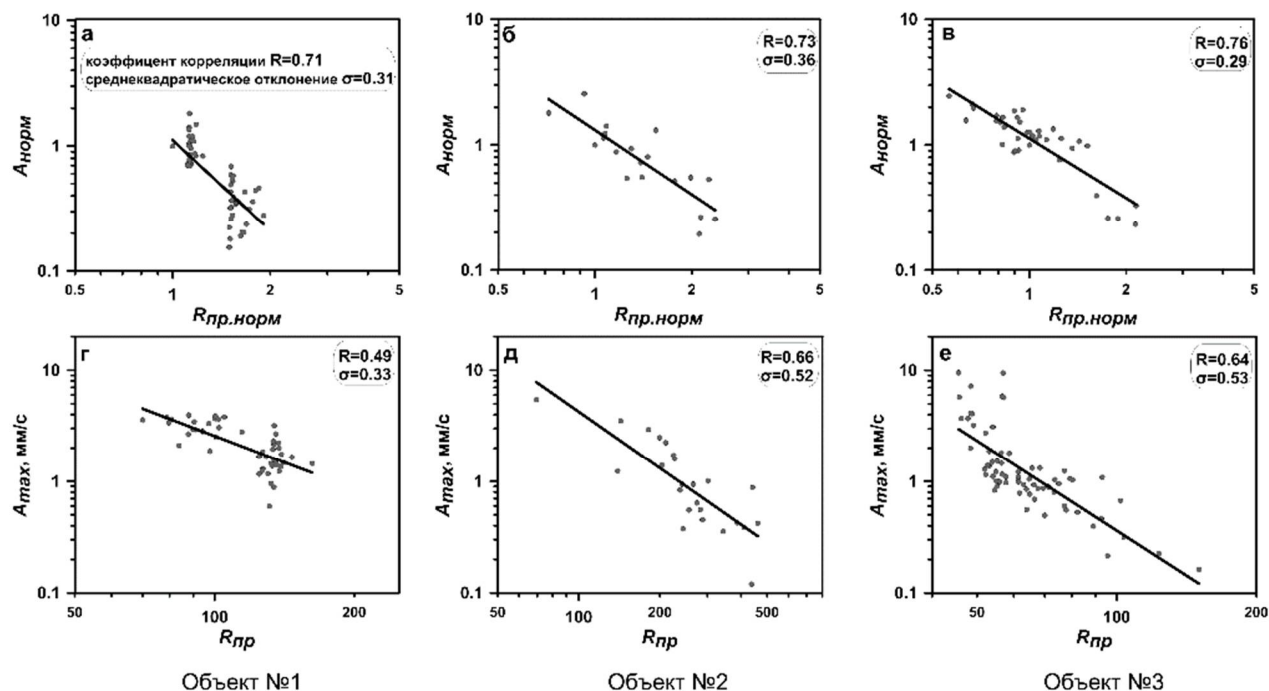 а
коэффицент корреляции R=0.71
среднеквадратическое отклонение σ=0.31
10
1
0.1
Aнорм
0.5
1
2
5
Rпр.норм
б
R=0.73
σ=0.36
10
1
0.1
Aнорм
0.5
1
2
5
Rпр.норм
в
R=0.76
σ=0.29
10
1
0.1
Aнорм
0.5
1
2
5
Rпр.норм
г
R=0.49
σ=0.33
10
1
0.1
Amax, мм/с
50
100
200
Rпр
д
R=0.66
σ=0.52
10
1
0.1
Amax, мм/с
50
100
200
500
Rпр
е
R=0.64
σ=0.53
10
1
0.1
Amax, мм/с
40
50
100
200
Rпр
Объект №1
Объект №2
Объект №3